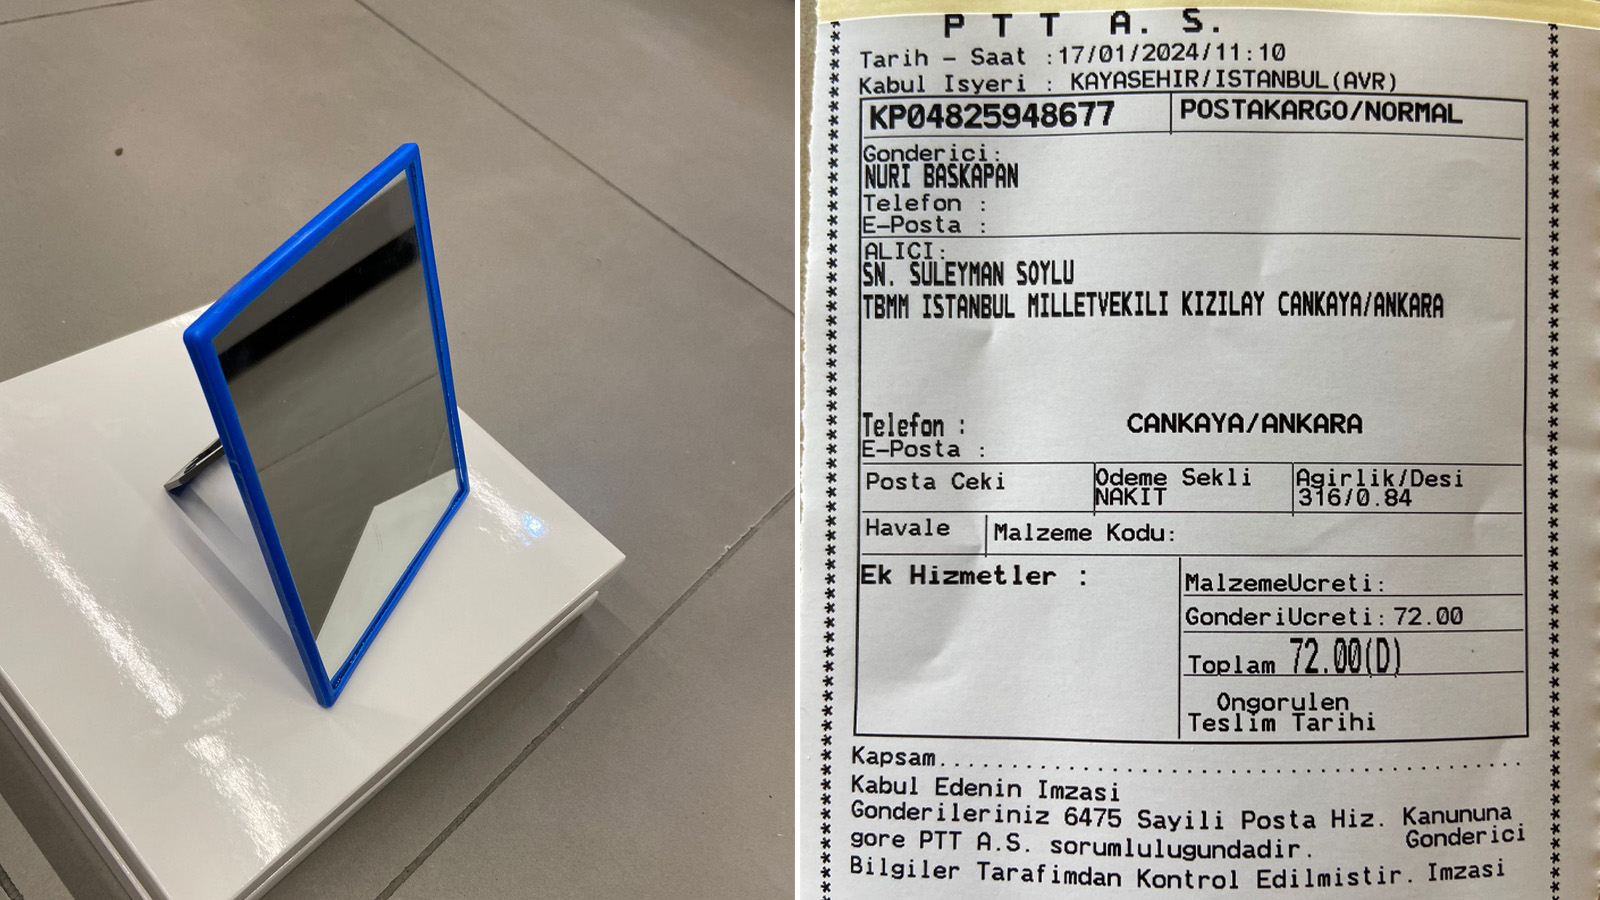 PTT A.S.
Tarih - Saat :17/01/2024/11:10
Kabul Isyeri : KAYASEHIR/ISTANBUL(AVR)
KP04825948677 POSTAKARGO/NORMAL
Gonderici:
NURI BASKAPAN
Telefon :
E-Posta :
ALICI:
SN. SULEYMAN SOYLU
TBMM ISTANBUL MILLETVEKILI KIZILAY CANKAYA/ANKARA
Telefon : CANKAYA/ANKARA
E-Posta :
Posta Ceki Odeme Sekli Agirlik/Desi
NAKIT 316/0.84
Havale Malzeme Kodu:
Ek Hizmetler :
MalzemeUcreti:
GonderiUcreti: 72.00
Toplam 72.00(D)
Ongorulen
Teslim Tarihi
Kapsam..........................................
Kabul Edenin Imzasi
Gonderileriniz 6475 Sayili Posta Hiz. Kanununa
gore PTT A.S. sorumlulugundadir. Gonderici
Bilgiler Tarafimdan Kontrol Edilmistir. Imzasi